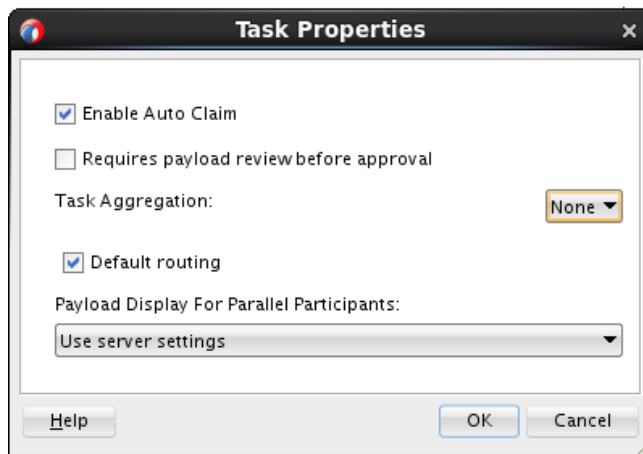 Task Properties
Enable Auto Claim
Requires payload review before approval
Task Aggregation:
None
Default routing
Payload Display For Parallel Participants:
Use server settings
Help
OK
Cancel